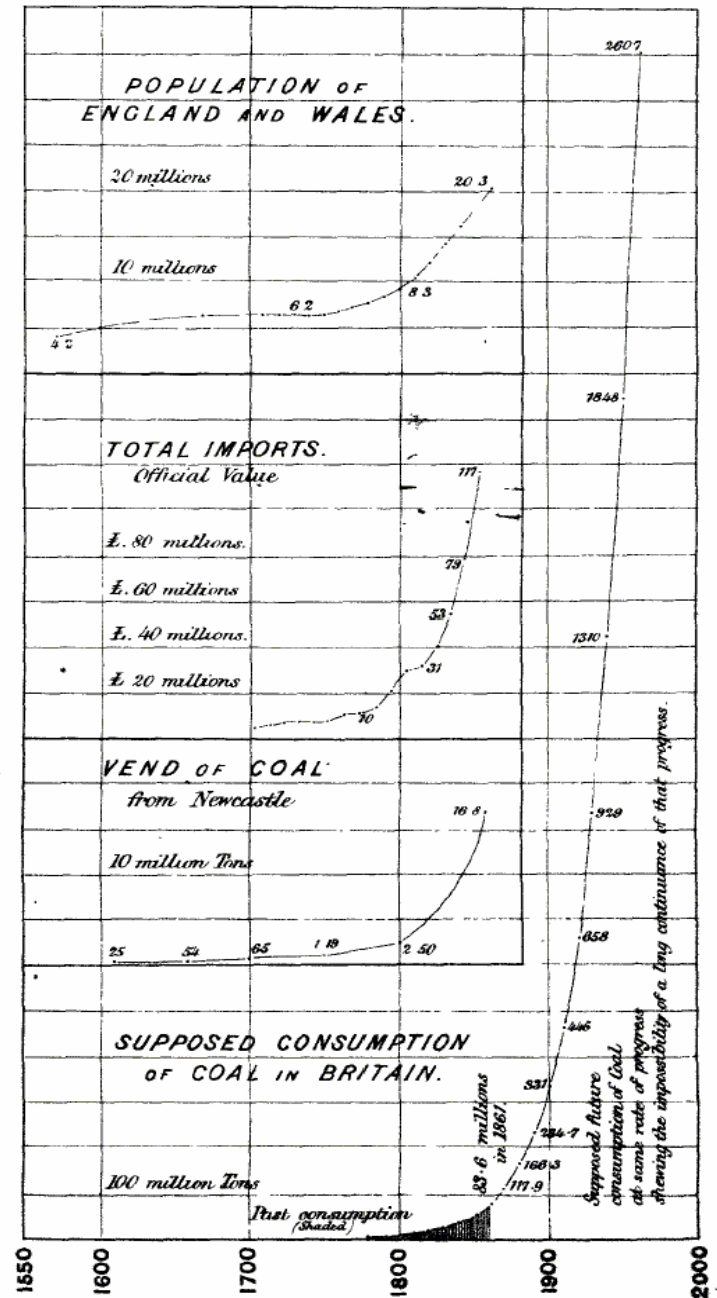 2607
POPULATION OF
ENGLAND AND WALES.
20 millions
20 3
10 millions
8 3
6 2
1848
TOTAL IMPORTS.
Official Value
117
£. 80 millions.
79
£. 60 millions
53
£. 40 millions.
1310
31
£ 20 millions
10
VEND OF COAL
from Newcastle
16 8
929
10 million Tons
25
54
65
1 19
2 50
658
SUPPOSED CONSUMPTION
OF COAL IN BRITAIN.
446
331
234·7
166·3
117·9
83·6 millions
in 1861.
100 million Tons
Past consumption
(Shaded)
Supposed future
consumption of Coal
at same rate of progress
shewing the impossibility of a long continuance of that progress.
1550
1600
1700
1800
1900
2000